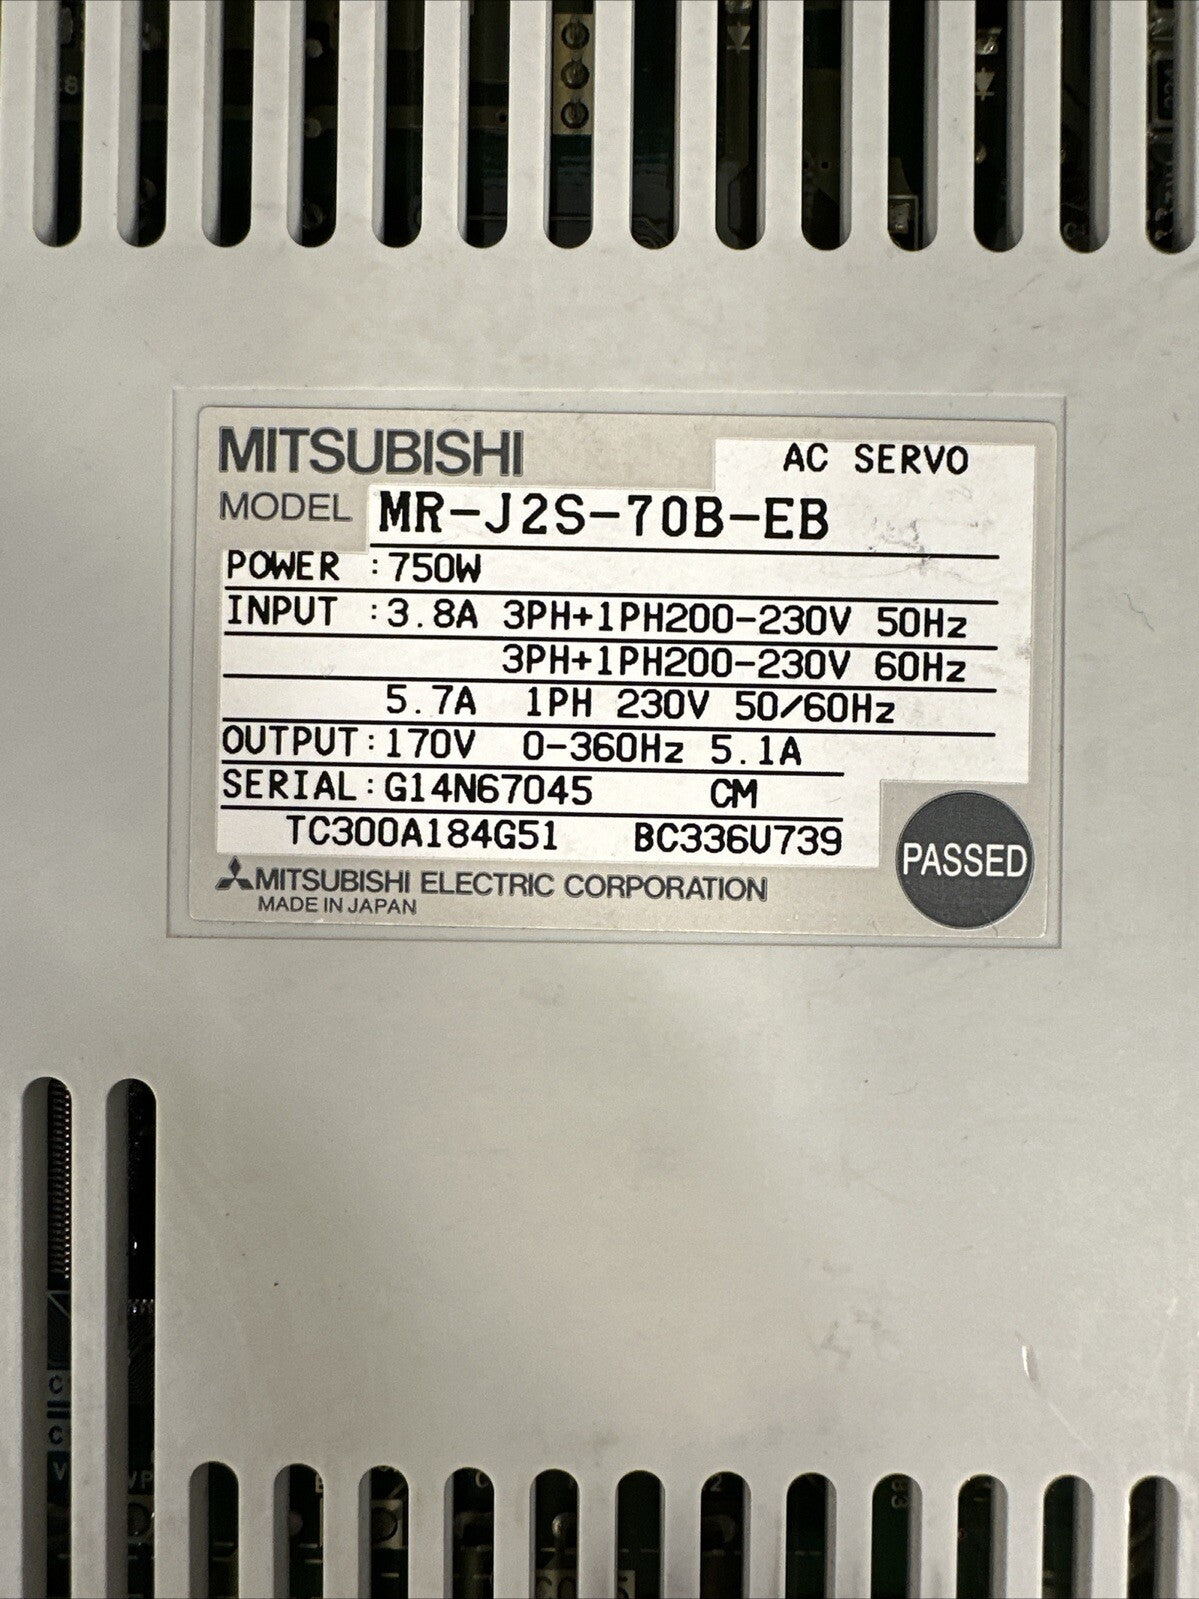 MITSUBISHI
AC SERVO
MODEL MR-J2S-70B-EB
POWER :750W
INPUT :3.8A 3PH+1PH200-230V 50Hz
3PH+1PH200-230V 60Hz
5.7A 1PH 230V 50/60Hz
OUTPUT:170V 0-360Hz 5.1A
SERIAL:G14N67045 CM
TC300A184G51 BC336U739
PASSED
MITSUBISHI ELECTRIC CORPORATION
MADE IN JAPAN